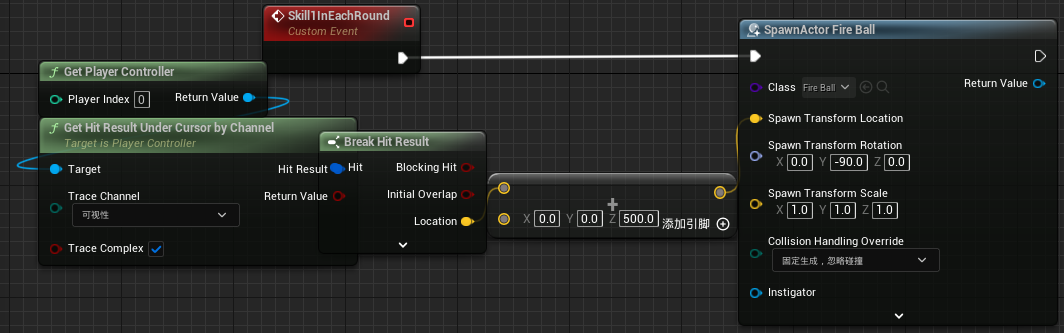 Skill1InEachRound
Custom Event
SpawnActor Fire Ball
Get Player Controller
Player Index 0 Return Value
Class Fire Ball
Return Value
Spawn Transform Location
Get Hit Result Under Cursor by Channel
Target is Player Controller
Target Hit Result
Trace Channel Return Value
可视性
Trace Complex
Break Hit Result
Hit Blocking Hit
Initial Overlap
Location
+
X 0.0 Y 0.0 Z 500.0 添加引脚
Spawn Transform Rotation
X 0.0 Y -90.0 Z 0.0
Spawn Transform Scale
X 1.0 Y 1.0 Z 1.0
Collision Handling Override
固定生成，忽略碰撞
Instigator